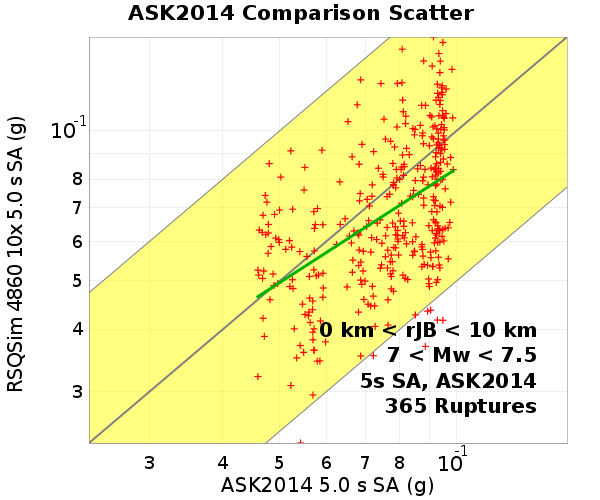 ASK2014 Comparison Scatter
RSQSim 4860 10x 5.0 s SA (g)
10⁻¹
8
7
6
5
4
3
0 km < rJB < 10 km
7 < Mw < 7.5
5s SA, ASK2014
365 Ruptures
3 4 5 6 7 8 10⁻¹
ASK2014 5.0 s SA (g)